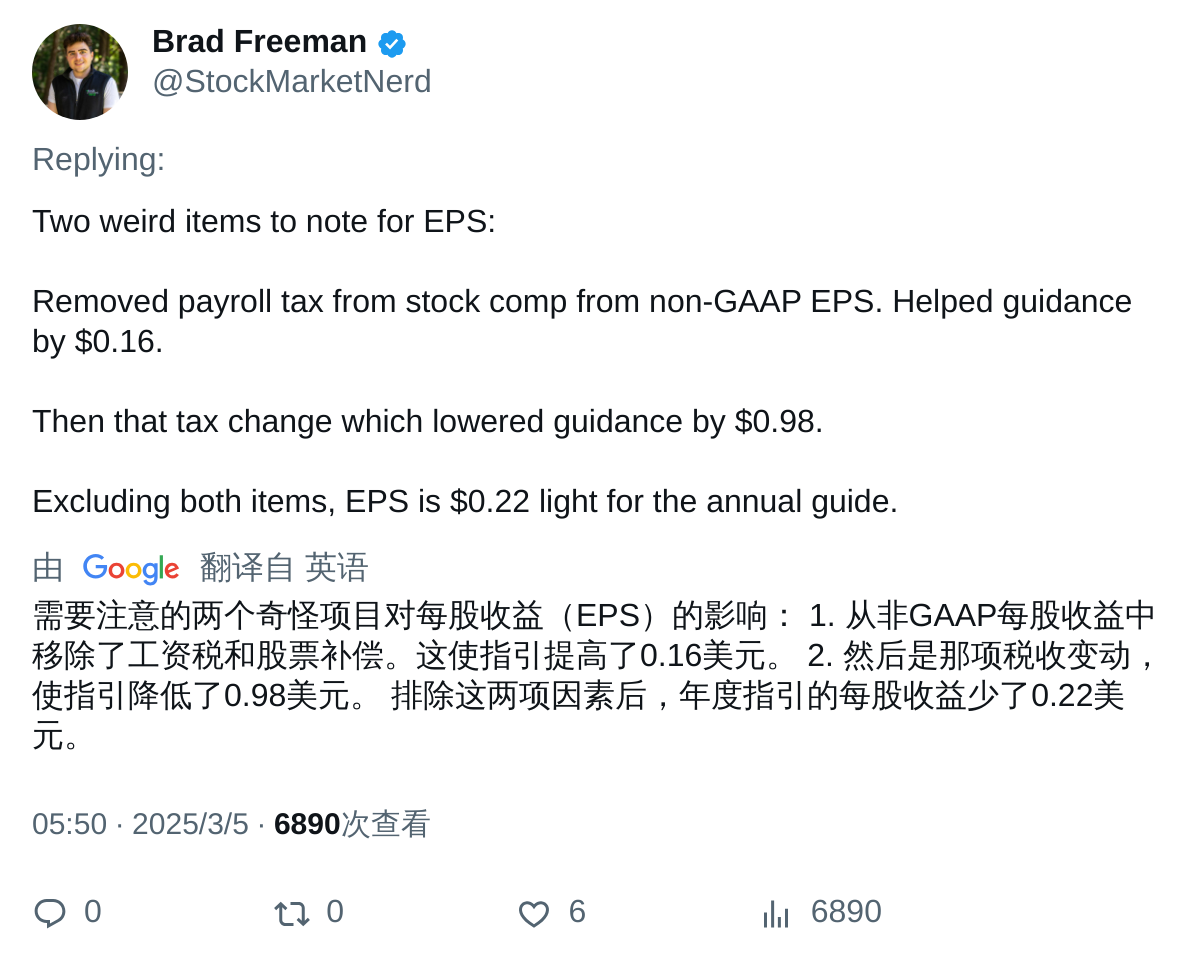 Brad Freeman
@StockMarketNerd
Replying:
Two weird items to note for EPS:
Removed payroll tax from stock comp from non-GAAP EPS. Helped guidance
by $0.16.
Then that tax change which lowered guidance by $0.98.
Excluding both items, EPS is $0.22 light for the annual guide.
由 Google 翻译自 英语
需要注意的两个奇怪项目对每股收益（EPS）的影响： 1. 从非GAAP每股收益中
移除了工资税和股票补偿。这使指引提高了0.16美元。 2. 然后是那项税收变动，
使指引降低了0.98美元。 排除这两项因素后，年度指引的每股收益少了0.22美
元。
05:50 · 2025/3/5 · 6890次查看
0 0 6 6890